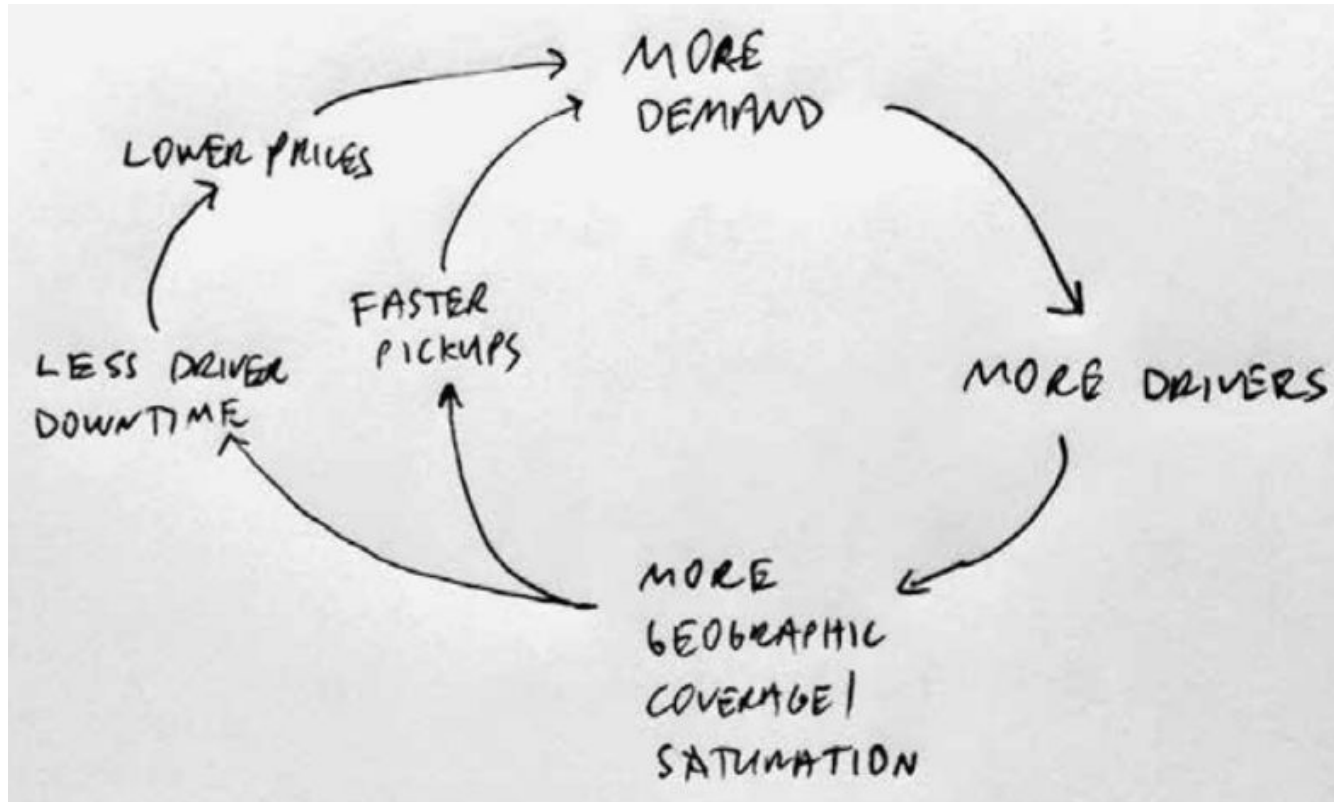 MORE
DEMAND
LOWER PRICES
FASTER
PICKUPS
LESS DRIVER
DOWNTIME
MORE DRIVERS
MORE
GEOGRAPHIC
COVERAGE/
SATURATION